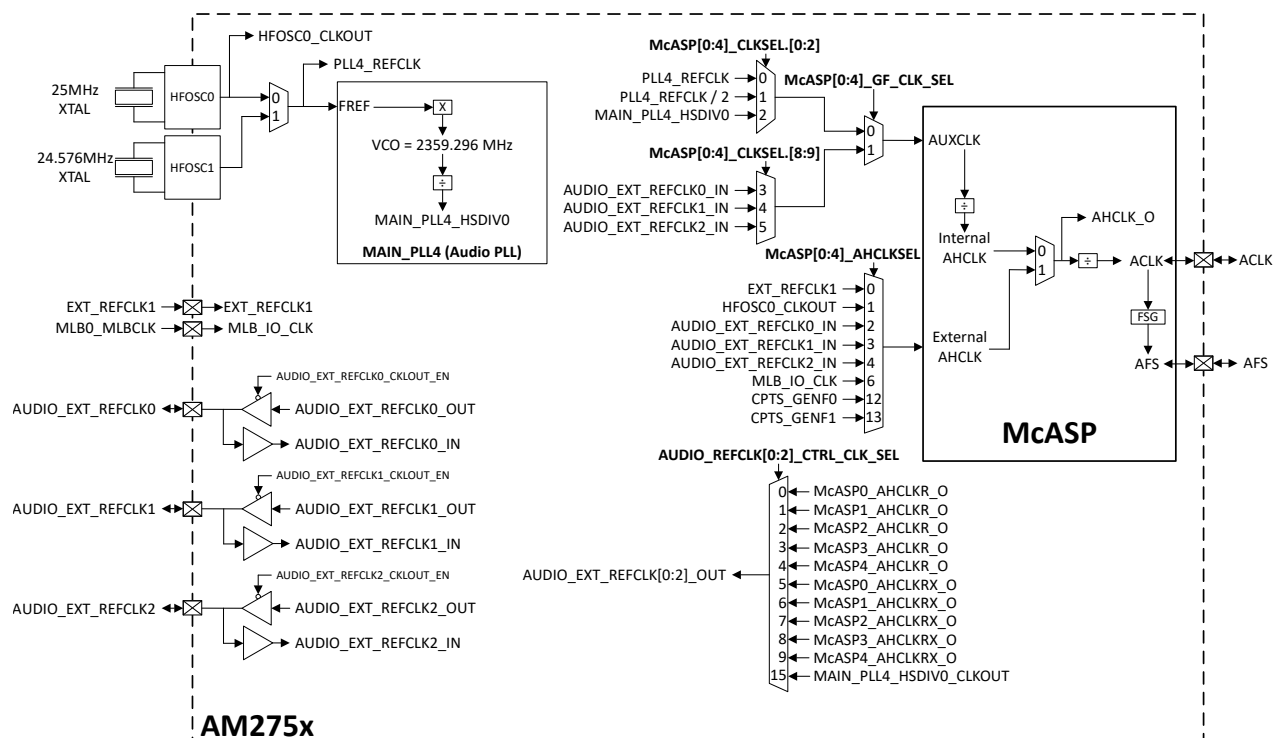 HFOSC0_CLKOUT
PLL4_REFCLK
25MHz
XTAL
HFOSC0
0
1
24.576MHz
XTAL
HFOSC1
FREF
X
VCO = 2359.296 MHz
÷
MAIN_PLL4_HSDIV0
MAIN_PLL4 (Audio PLL)
EXT_REFCLK1
EXT_REFCLK1
MLB0_MLBCLK
MLB_IO_CLK
AUDIO_EXT_REFCLK0_CKLOUT_EN
AUDIO_EXT_REFCLK0
AUDIO_EXT_REFCLK0_OUT
AUDIO_EXT_REFCLK0_IN
AUDIO_EXT_REFCLK1_CKLOUT_EN
AUDIO_EXT_REFCLK1
AUDIO_EXT_REFCLK1_OUT
AUDIO_EXT_REFCLK1_IN
AUDIO_EXT_REFCLK2_CKLOUT_EN
AUDIO_EXT_REFCLK2
AUDIO_EXT_REFCLK2_OUT
AUDIO_EXT_REFCLK2_IN
McASP[0:4]_CLKSEL.[0:2]
PLL4_REFCLK 0
PLL4_REFCLK / 2 1
MAIN_PLL4_HSDIV0 2
McASP[0:4]_GF_CLK_SEL
0
1
McASP[0:4]_CLKSEL.[8:9]
AUDIO_EXT_REFCLK0_IN 3
AUDIO_EXT_REFCLK1_IN 4
AUDIO_EXT_REFCLK2_IN 5
McASP[0:4]_AHCLKSEL
EXT_REFCLK1 0
HFOSC0_CLKOUT 1
AUDIO_EXT_REFCLK0_IN 2
AUDIO_EXT_REFCLK1_IN 3
AUDIO_EXT_REFCLK2_IN 4
MLB_IO_CLK 6
CPTS_GENF0 12
CPTS_GENF1 13
AUXCLK
÷
Internal
AHCLK
0
1
AHCLK_O
÷
ACLK
ACLK
FSG
External
AHCLK
AFS
AFS
McASP
AUDIO_REFCLK[0:2]_CTRL_CLK_SEL
0 McASP0_AHCLKR_O
1 McASP1_AHCLKR_O
2 McASP2_AHCLKR_O
3 McASP3_AHCLKR_O
4 McASP4_AHCLKR_O
5 McASP0_AHCLKRX_O
6 McASP1_AHCLKRX_O
7 McASP2_AHCLKRX_O
8 McASP3_AHCLKRX_O
9 McASP4_AHCLKRX_O
15 MAIN_PLL4_HSDIV0_CLKOUT
AUDIO_EXT_REFCLK[0:2]_OUT
AM275x